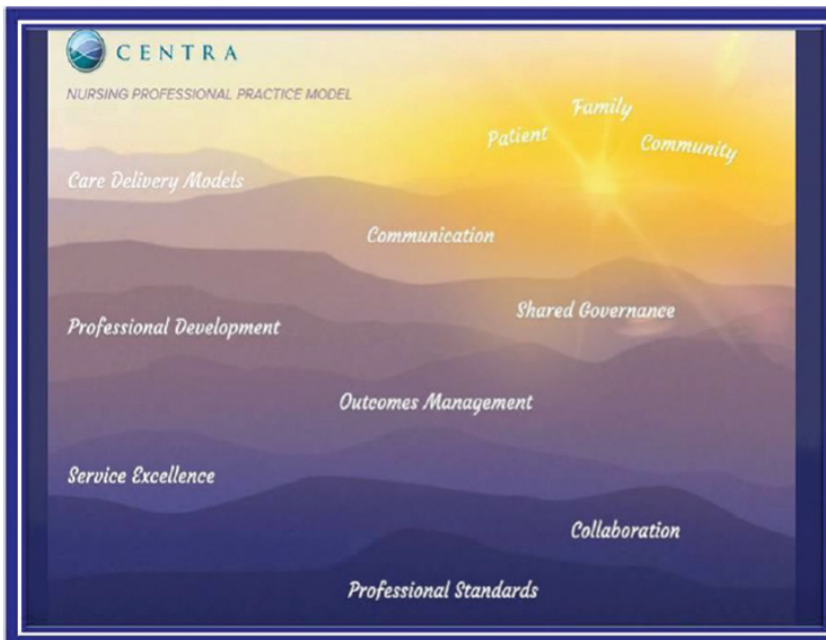 CENTRA
NURSING PROFESSIONAL PRACTICE MODEL
Family
Patient
Community
Care Delivery Models
Communication
Shared Governance
Professional Development
Outcomes Management
Service Excellence
Collaboration
Professional Standards